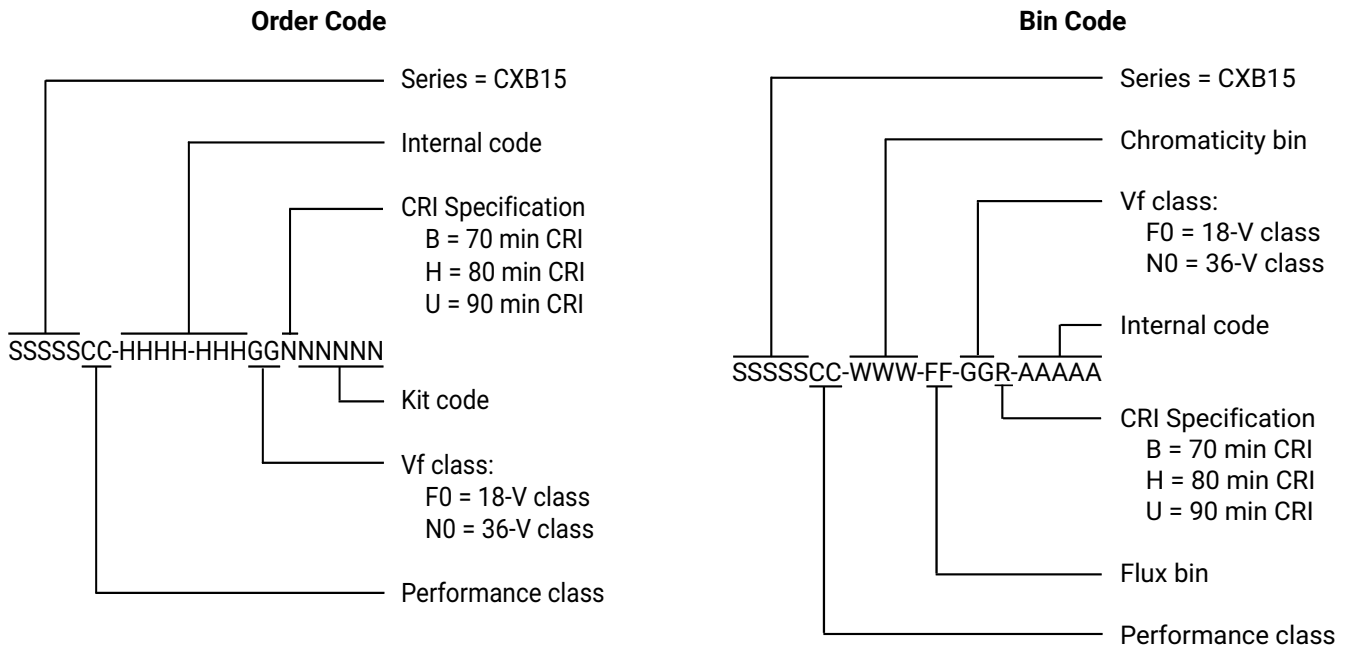 Order Code
Series = CXB15
Internal code
CRI Specification
B = 70 min CRI
H = 80 min CRI
U = 90 min CRI
SSSSSCC-HHHH-HHHGGNNNNNN
Kit code
Vf class:
F0 = 18-V class
N0 = 36-V class
Performance class
Bin Code
Series = CXB15
Chromaticity bin
Vf class:
F0 = 18-V class
N0 = 36-V class
Internal code
SSSSSCC-WWW-FF-GGR-AAAAA
CRI Specification
B = 70 min CRI
H = 80 min CRI
U = 90 min CRI
Flux bin
Performance class